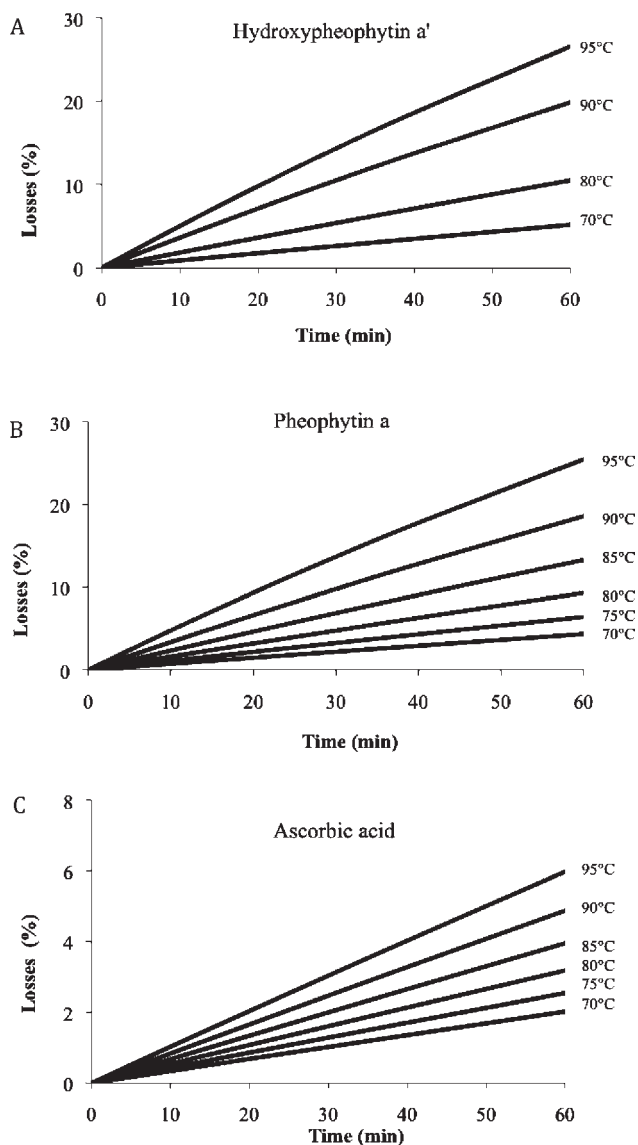 A
Hydroxypheophytin a'
30
20
10
0
Losses (%)
95°C
90°C
80°C
70°C
0 10 20 30 40 50 60
Time (min)
B
Pheophytin a
30
20
10
0
Losses (%)
95°C
90°C
85°C
80°C
75°C
70°C
0 10 20 30 40 50 60
Time (min)
C
Ascorbic acid
8
6
4
2
0
Losses (%)
95°C
90°C
85°C
80°C
75°C
70°C
0 10 20 30 40 50 60
Time (min)